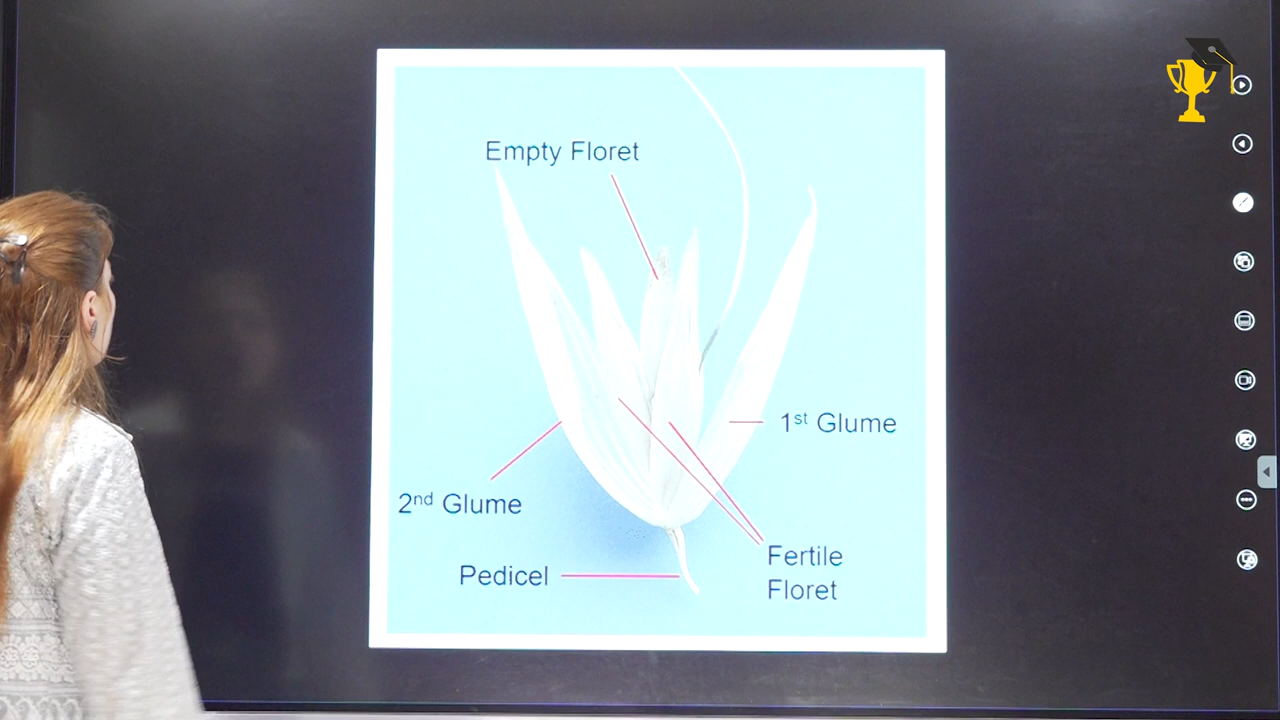 Empty Floret
1st Glume
2nd Glume
Fertile
Floret
Pedicel